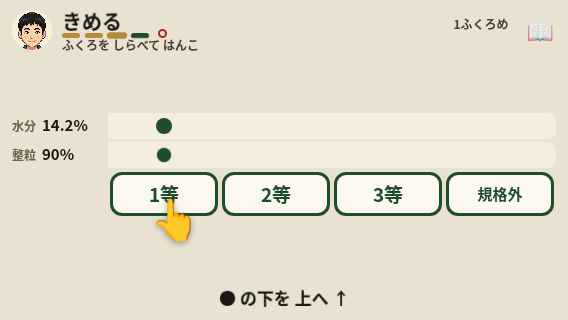 きめる
ふくろを しらべて はんこ
1ふくろめ
水分 14.2%
整粒 90%
1等 2等 3等 規格外
● の下を 上へ ↑